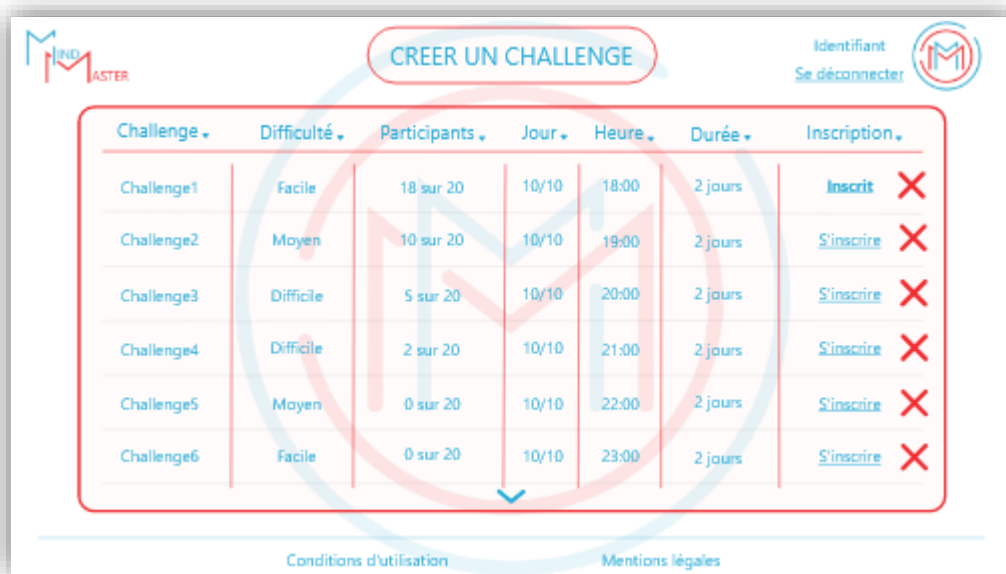 MIND MASTER
CREER UN CHALLENGE
Identifiant
Se déconnecter
Challenge Difficulté Participants Jour Heure Durée Inscription
Challenge1 Facile 18 sur 20 10/10 18:00 2 jours Inscrit
Challenge2 Moyen 10 sur 20 10/10 19:00 2 jours S'inscrire
Challenge3 Difficile 5 sur 20 10/10 20:00 2 jours S'inscrire
Challenge4 Difficile 2 sur 20 10/10 21:00 2 jours S'inscrire
Challenge5 Moyen 0 sur 20 10/10 22:00 2 jours S'inscrire
Challenge6 Facile 0 sur 20 10/10 23:00 2 jours S'inscrire
Conditions d'utilisation Mentions légales